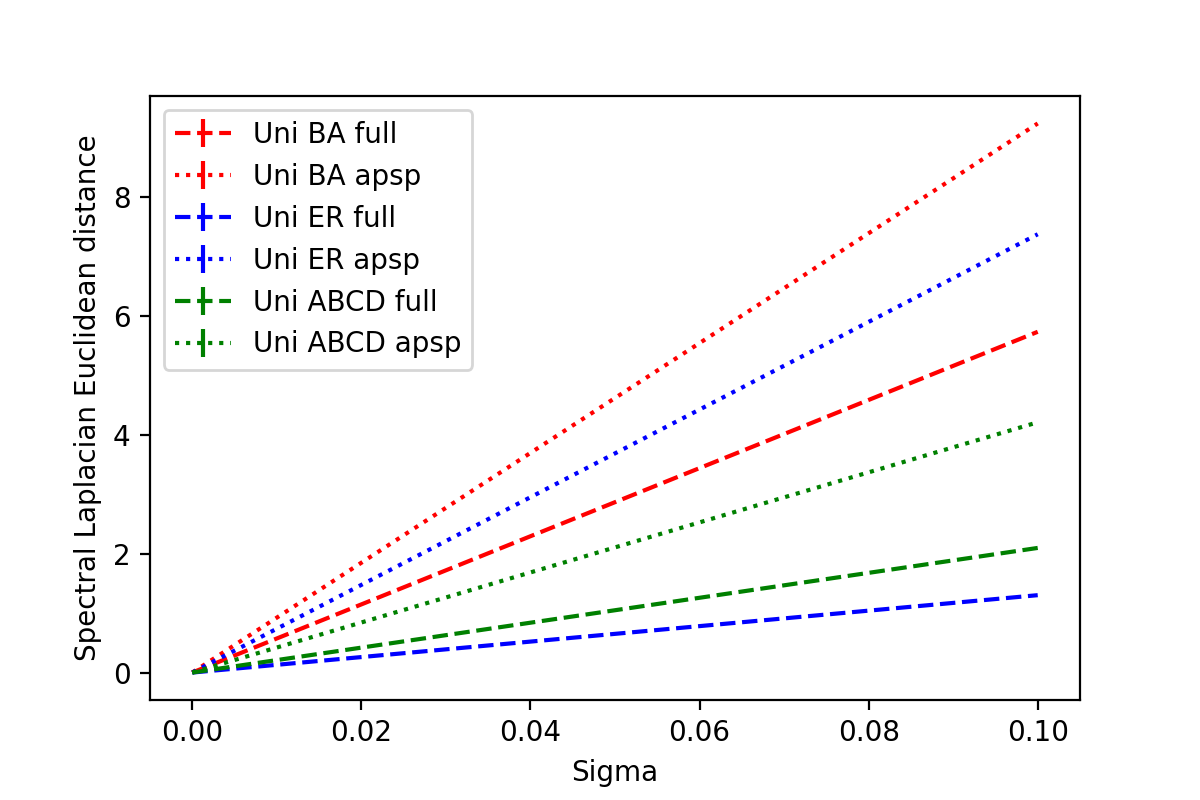 Uni BA full
Uni BA apsp
Uni ER full
Uni ER apsp
Uni ABCD full
Uni ABCD apsp
Spectral Laplacian Euclidean distance
8
6
4
2
0
0.00 0.02 0.04 0.06 0.08 0.10
Sigma